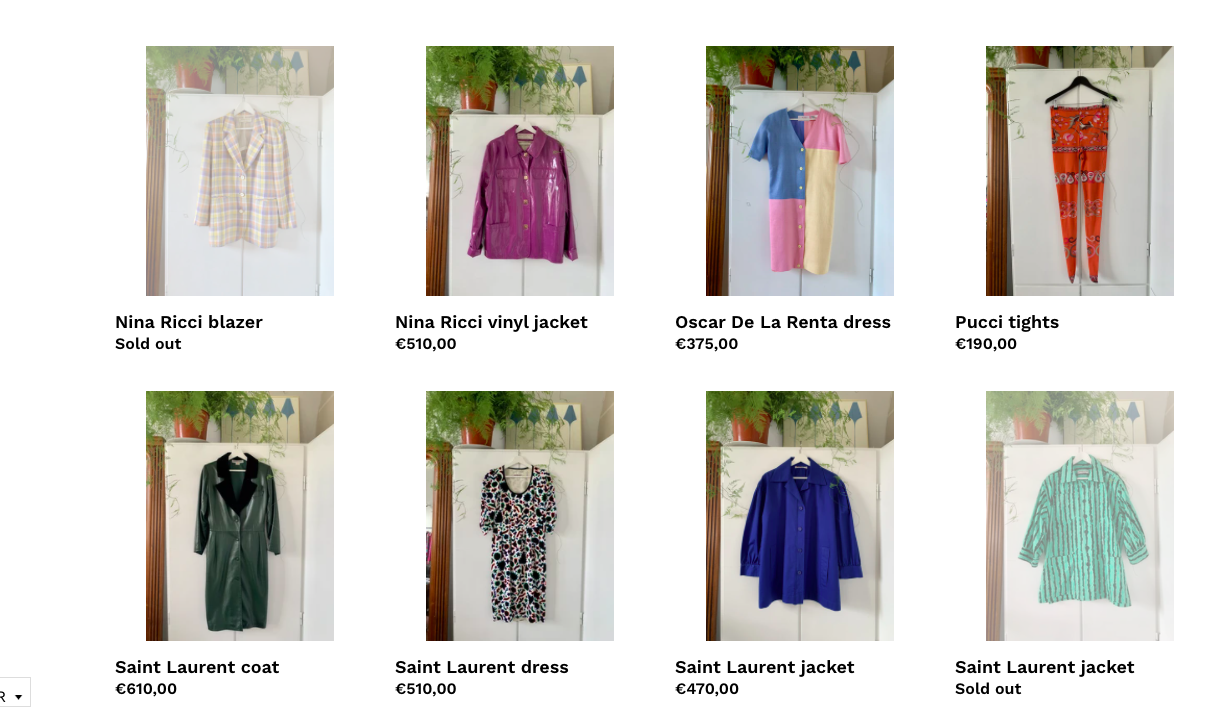 Nina Ricci blazer
Sold out
Nina Ricci vinyl jacket
€510,00
Oscar De La Renta dress
€375,00
Pucci tights
€190,00
Saint Laurent coat
€610,00
Saint Laurent dress
€510,00
Saint Laurent jacket
€470,00
Saint Laurent jacket
Sold out
R